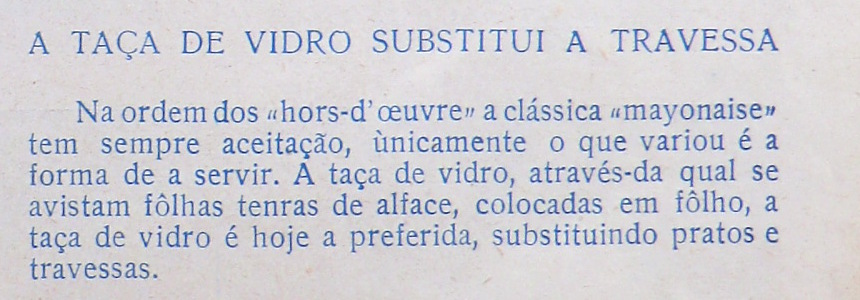 A TAÇA DE VIDRO SUBSTITUI A TRAVESSA
Na ordem dos «hors-d'œuvre» a clássica «mayonaise»
tem sempre aceitação, ùnicamente o que variou é a
forma de a servir. A taça de vidro, através-da qual se
avistam fôlhas tenras de alface, colocadas em fôlho, a
taça de vidro é hoje a preferida, substituindo pratos e
travessas.